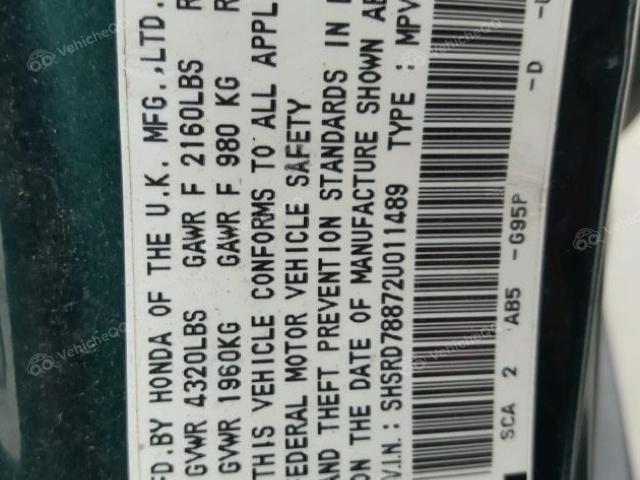 FD.BY HONDA OF THE U.K. MFG.,LTD.
GVWR 4320LBS GAWR F 2160LBS R
GVWR 1960KG GAWR F 980 KG R
THIS VEHICLE CONFORMS TO ALL APPL
FEDERAL MOTOR VEHICLE SAFETY
AND THEFT PREVENTION STANDARDS IN
ON THE DATE OF MANUFACTURE SHOWN AB
V.I.N.: SHSRD78872U011489 TYPE : MPV
SCA 2 AB5 -G95P -D -
VehicheQQ